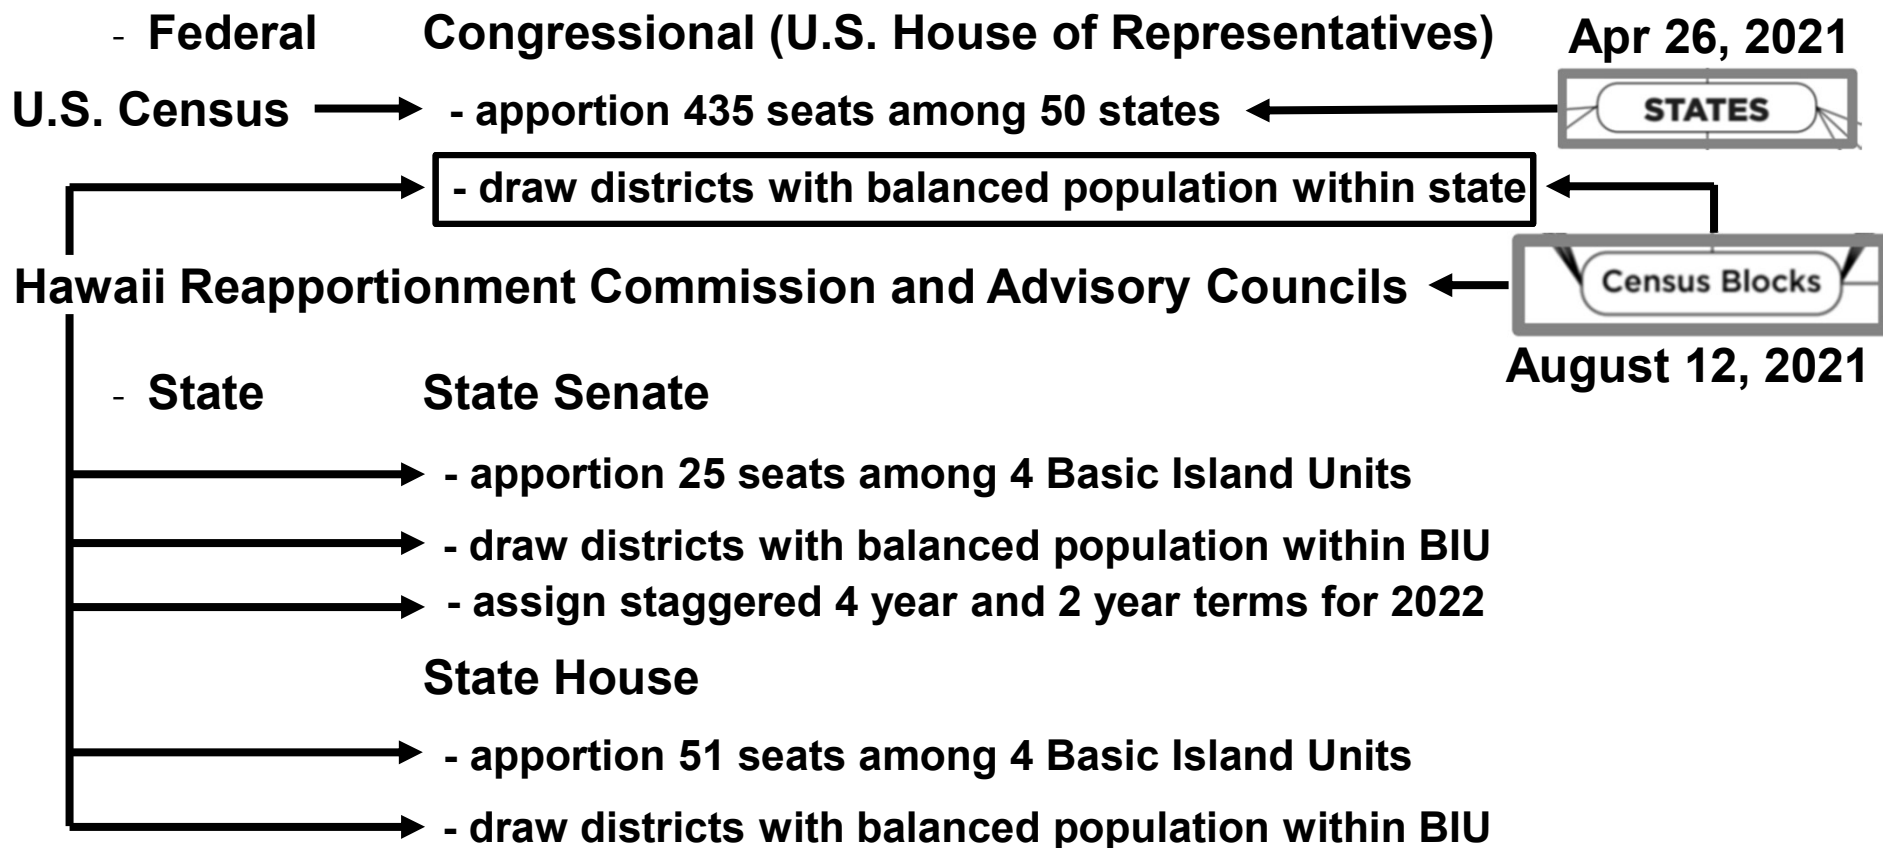 - Federal Congressional (U.S. House of Representatives) Apr 26, 2021
U.S. Census - apportion 435 seats among 50 states STATES
- draw districts with balanced population within state
Hawaii Reapportionment Commission and Advisory Councils Census Blocks
August 12, 2021
- State State Senate
- apportion 25 seats among 4 Basic Island Units
- draw districts with balanced population within BIU
- assign staggered 4 year and 2 year terms for 2022
State House
- apportion 51 seats among 4 Basic Island Units
- draw districts with balanced population within BIU